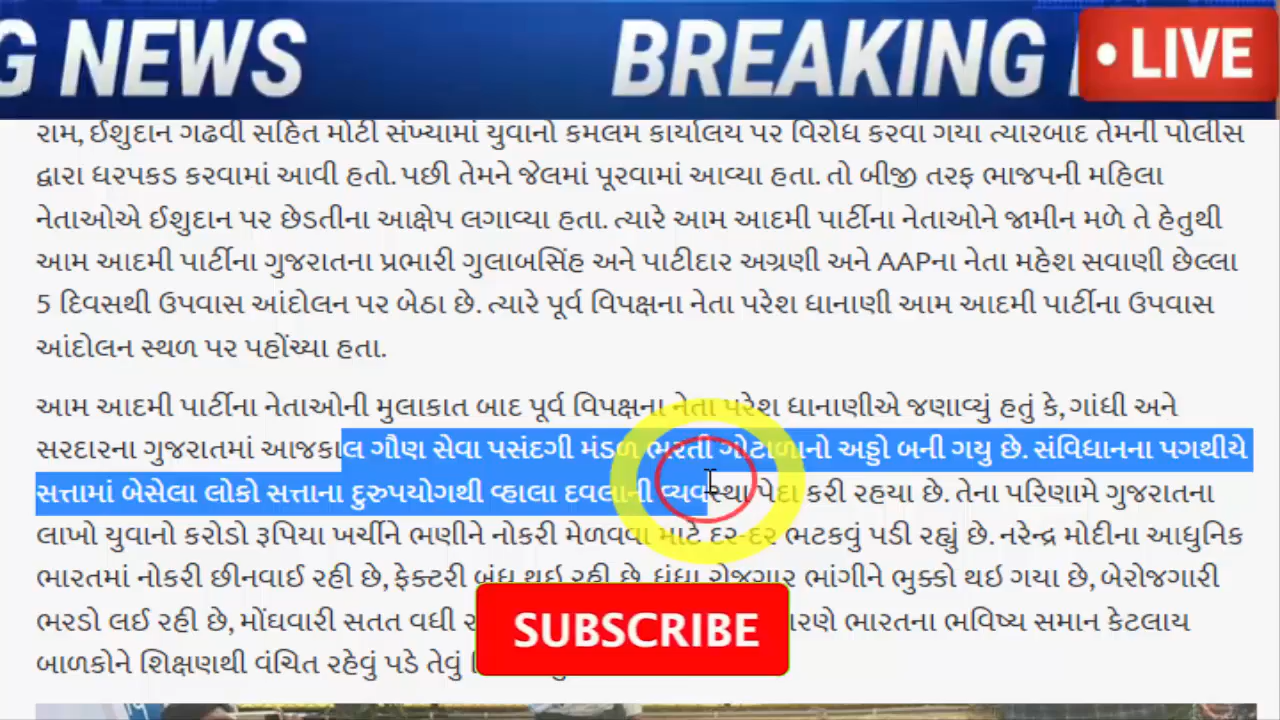 G NEWS BREAKING
• LIVE
રામ, ઈશુદાન ગઢવી સહિત મોટી સંખ્યામાં યુવાનો કમલમ કાર્યાલય પર વિરોધ કરવા ગયા ત્યારબાદ તેમની પોલીસ
દ્વારા ધરપકડ કરવામાં આવી હતો. પછી તેમને જેલમાં પૂરવામાં આવ્યા હતા. તો બીજી તરફ ભાજપની મહિલા
નેતાઓએ ઈશુદાન પર છેડતીના આક્ષેપ લગાવ્યા હતા. ત્યારે આમ આદમી પાર્ટીના નેતાઓને જામીન મળે તે હેતુથી
આમ આદમી પાર્ટીના ગુજરાતના પ્રભારી ગુલાબસિંહ અને પાટીદાર અગ્રણી અને AAPના નેતા મહેશ સવાણી છેલ્લા
5 દિવસથી ઉપવાસ આંદોલન પર બેઠા છે. ત્યારે પૂર્વ વિપક્ષના નેતા પરેશ ધાનાણી આમ આદમી પાર્ટીના ઉપવાસ
આંદોલન સ્થળ પર પહોંચ્યા હતા.
આમ આદમી પાર્ટીના નેતાઓની મુલાકાત બાદ પૂર્વ વિપક્ષના નેતા પરેશ ધાનાણીએ જણાવ્યું હતું કે, ગાંધી અને
સરદારના ગુજરાતમાં આજકાલ ગૌણ સેવા પસંદગી મંડળ ભરતી ગોટાળાનો અડ્ડો બની ગયુ છે. સંવિધાનના પગથીયે
સત્તામાં બેસેલા લોકો સત્તાના દુરુપયોગથી વ્હાલા દવલાની વ્યવસ્થા પેદા કરી રહયા છે. તેના પરિણામે ગુજરાતના
લાખો યુવાનો કરોડો રૂપિયા ખર્ચીને ભણીને નોકરી મેળવવા માટે દર-દર ભટકવું પડી રહ્યું છે. નરેન્દ્ર મોદીના આધુનિક
ભારતમાં નોકરી છીનવાઈ રહી છે, ફેક્ટરી બંધ થઇ રહી છે, ધંધા રોજગાર ભાંગીને ભુક્કો થઇ ગયા છે, બેરોજગારી
ભરડો લઈ રહી છે, મોંઘવારી સતત વધી ભારતના ભવિષ્ય સમાન કેટલાય
બાળકોને શિક્ષણથી વંચિત રહેવું પડે તેવું
SUBSCRIBE